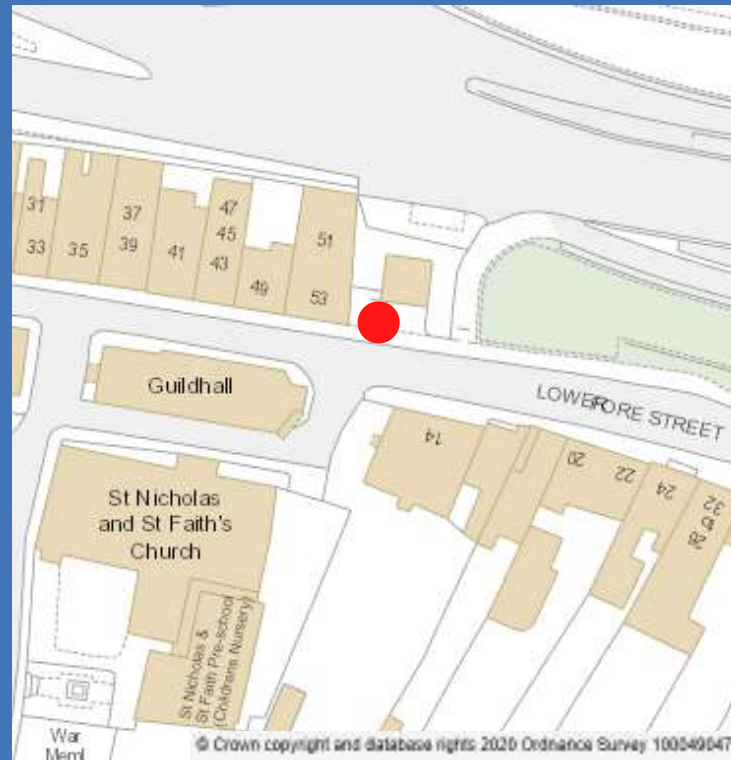 31
33
35
37
39
41
47
45
43
49
51
53
Guildhall
LOWER FORE STREET
14
20
22
24
32
26
St Nicholas
and St Faith's
Church
St Nicholas &
St Faith Pre-school
(Childrens Nursery)
War
Meml
© Crown copyright and database rights 2020 Ordnance Survey 100049047